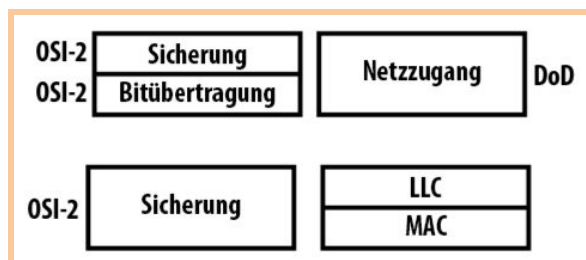 OSI-2 Sicherung Netzzugang DoD
OSI-2 Bitübertragung
OSI-2 Sicherung LLC
MAC